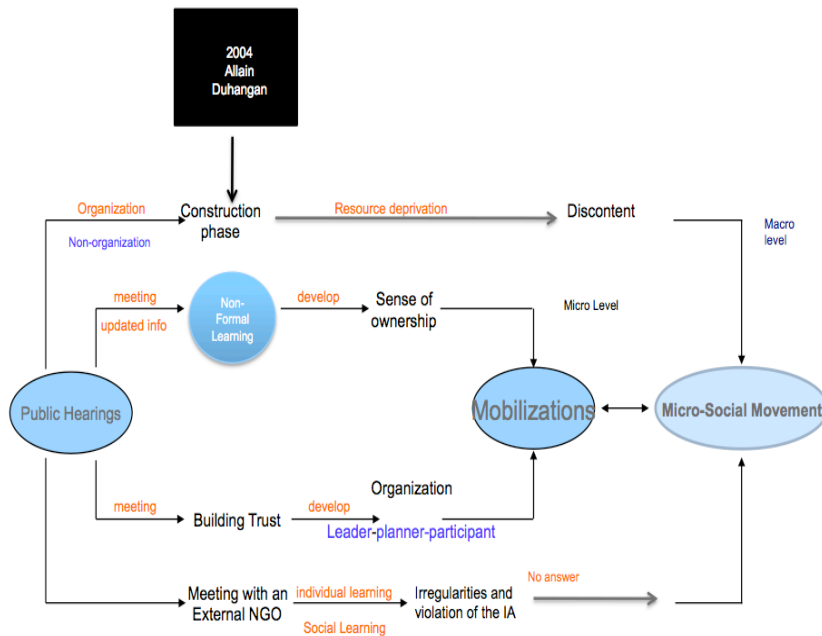 2004
Allain
Duhangan
Organization
Non-organization
Construction
phase
Resource deprivation
Discontent
Macro
level
meeting
updated info
Non-
Formal
Learning
develop
Sense of
ownership
Micro Level
Public Hearings
Mobilizations
Micro-Social Movement
meeting
Building Trust
develop
Organization
Leader-planner-participant
Meeting with an
External NGO
individual learning
Social Learning
Irregularities and
violation of the IA
No answer